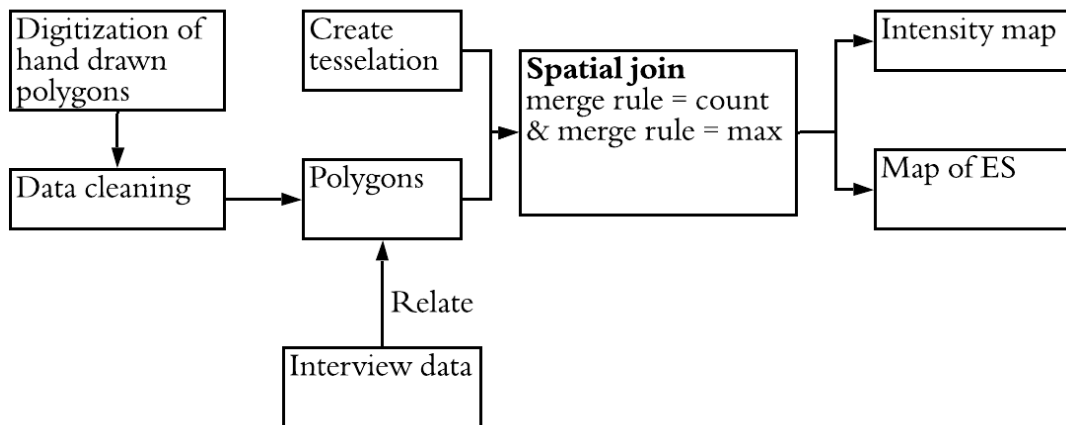 Digitization of
hand drawn
polygons
Data cleaning
Create
tesselation
Polygons
Relate
Interview data
Spatial join
merge rule = count
& merge rule = max
Intensity map
Map of ES